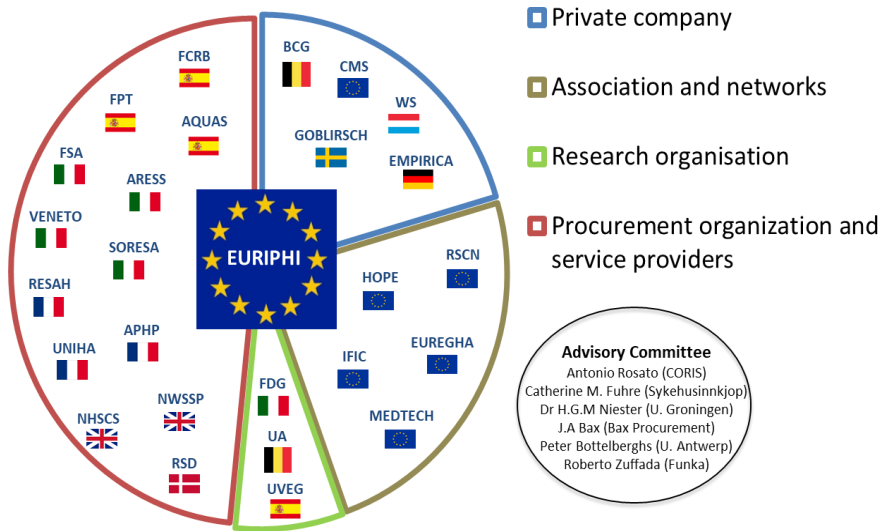 FCRB
FPT
AQUAS
FSA
ARESS
VENETO
SORESA
RESAH
APHP
UNIHA
NWSSP
NHSCS
RSD
BCG
CMS
WS
GOBLIRSCH
EMPIRICA
EURIPHI
RSCN
HOPE
EUREGHA
IFIC
MEDTECH
FDG
UA
UVEG
Private company
Association and networks
Research organisation
Procurement organization and
service providers
Advisory Committee
Antonio Rosato (CORIS)
Catherine M. Fuhre (Sykehusinnkjop)
Dr H.G.M Niester (U. Groningen)
J.A Bax (Bax Procurement)
Peter Bottelberghs (U. Antwerp)
Roberto Zuffada (Funka)